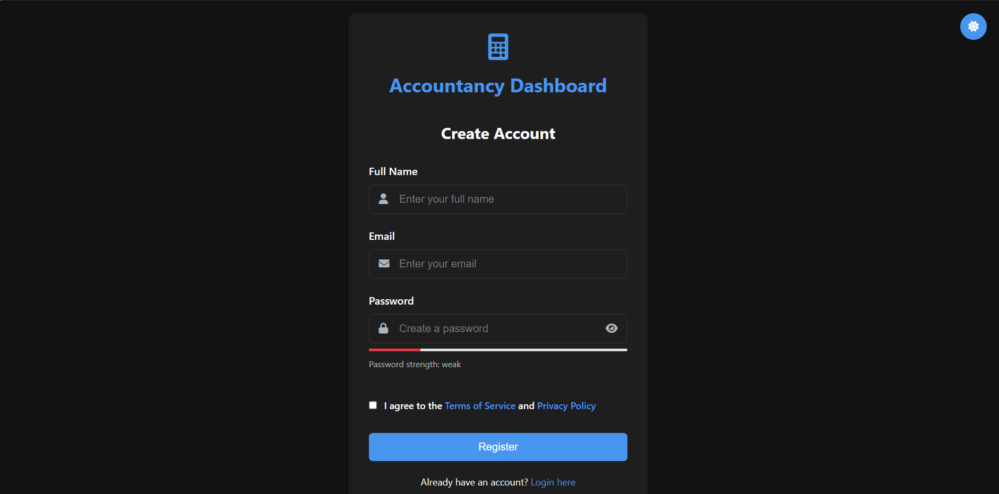 Accountancy Dashboard
Create Account
Full Name
Enter your full name
Email
Enter your email
Password
Create a password
Password strength: weak
I agree to the Terms of Service and Privacy Policy
Register
Already have an account? Login here